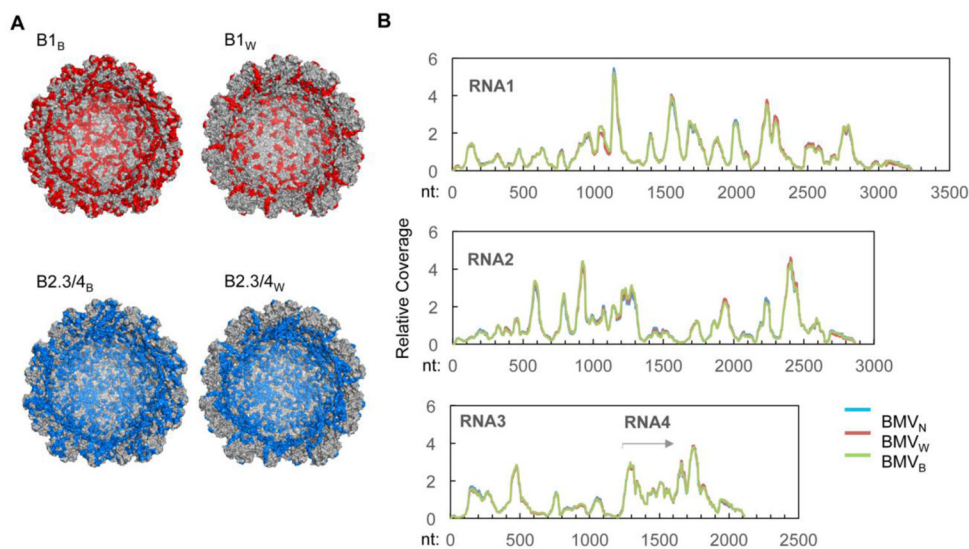 A
B1B
B1W
B2.3/4B
B2.3/4W
B
Relative Coverage
6
4
2
0
RNA1
nt: 0 500 1000 1500 2000 2500 3000 3500
6
4
2
0
RNA2
nt: 0 500 1000 1500 2000 2500 3000
6
4
2
0
RNA3 RNA4
nt: 0 500 1000 1500 2000 2500
BMVN
BMVW
BMVB